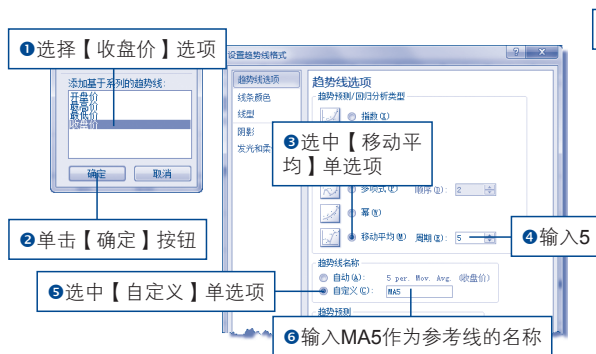 ❶选择【收盘价】选项
添加基于系列的趋势线:
开盘价
最高价
最低价
收盘价
确定
取消
❷单击【确定】按钮
设置趋势线格式
趋势线选项
线条颜色
线型
阴影
发光和柔
趋势线选项
趋势预测/回归分析类型
指数(X)
❸选中【移动平
均】单选项
多项式(P)
顺序(D):
2
幂(W)
移动平均(M)
周期(E):
5
❹输入5
趋势线名称
自动(A):
5 per. Mov. Avg. (收盘价)
自定义(C):
MA5
❺选中【自定义】单选项
趋势预测
❻输入MA5作为参考线的名称